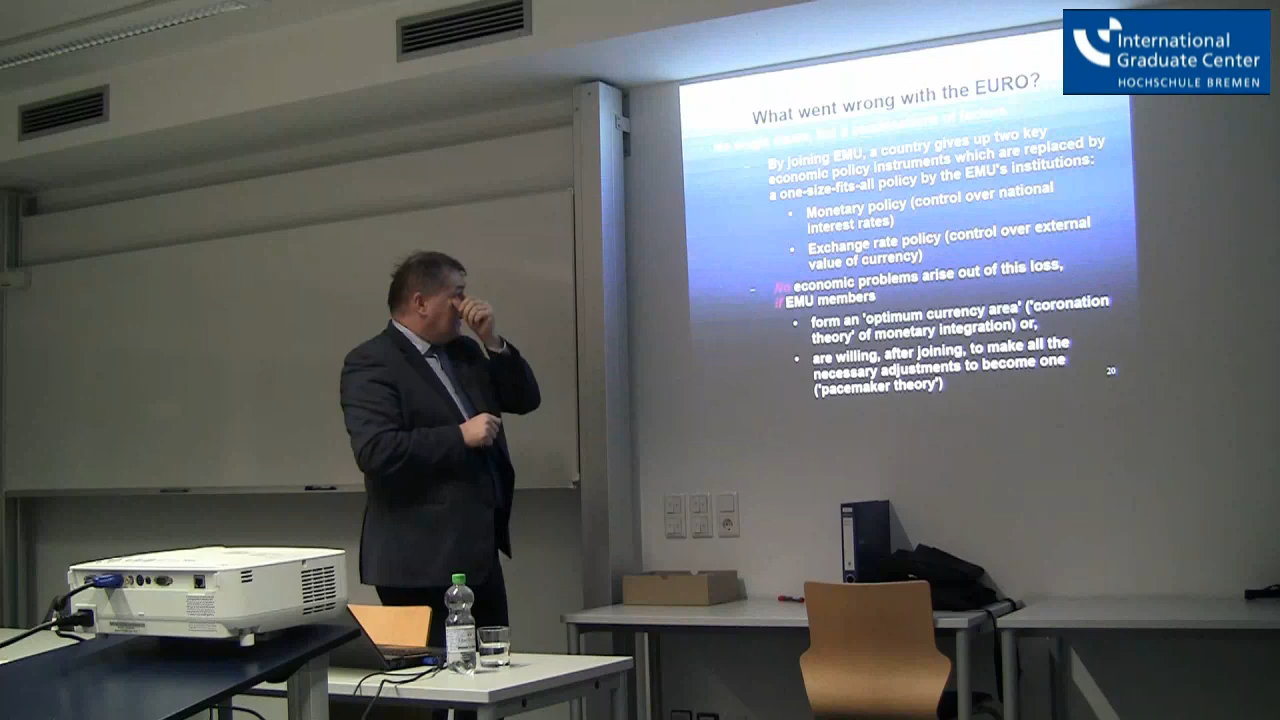 International
Graduate Center
HOCHSCHULE BREMEN
What went wrong with the EURO?
By joining EMU, a country gives up two key
economic policy instruments which are replaced by
a one-size-fits-all policy by the EMU's institutions:
• Monetary policy (control over national
interest rates)
• Exchange rate policy (control over external
value of currency)
– No economic problems arise out of this loss,
if EMU members
• form an 'optimum currency area' ('coronation
theory' of monetary integration) or,
• are willing, after joining, to make all the
necessary adjustments to become one
('pacemaker theory')
20